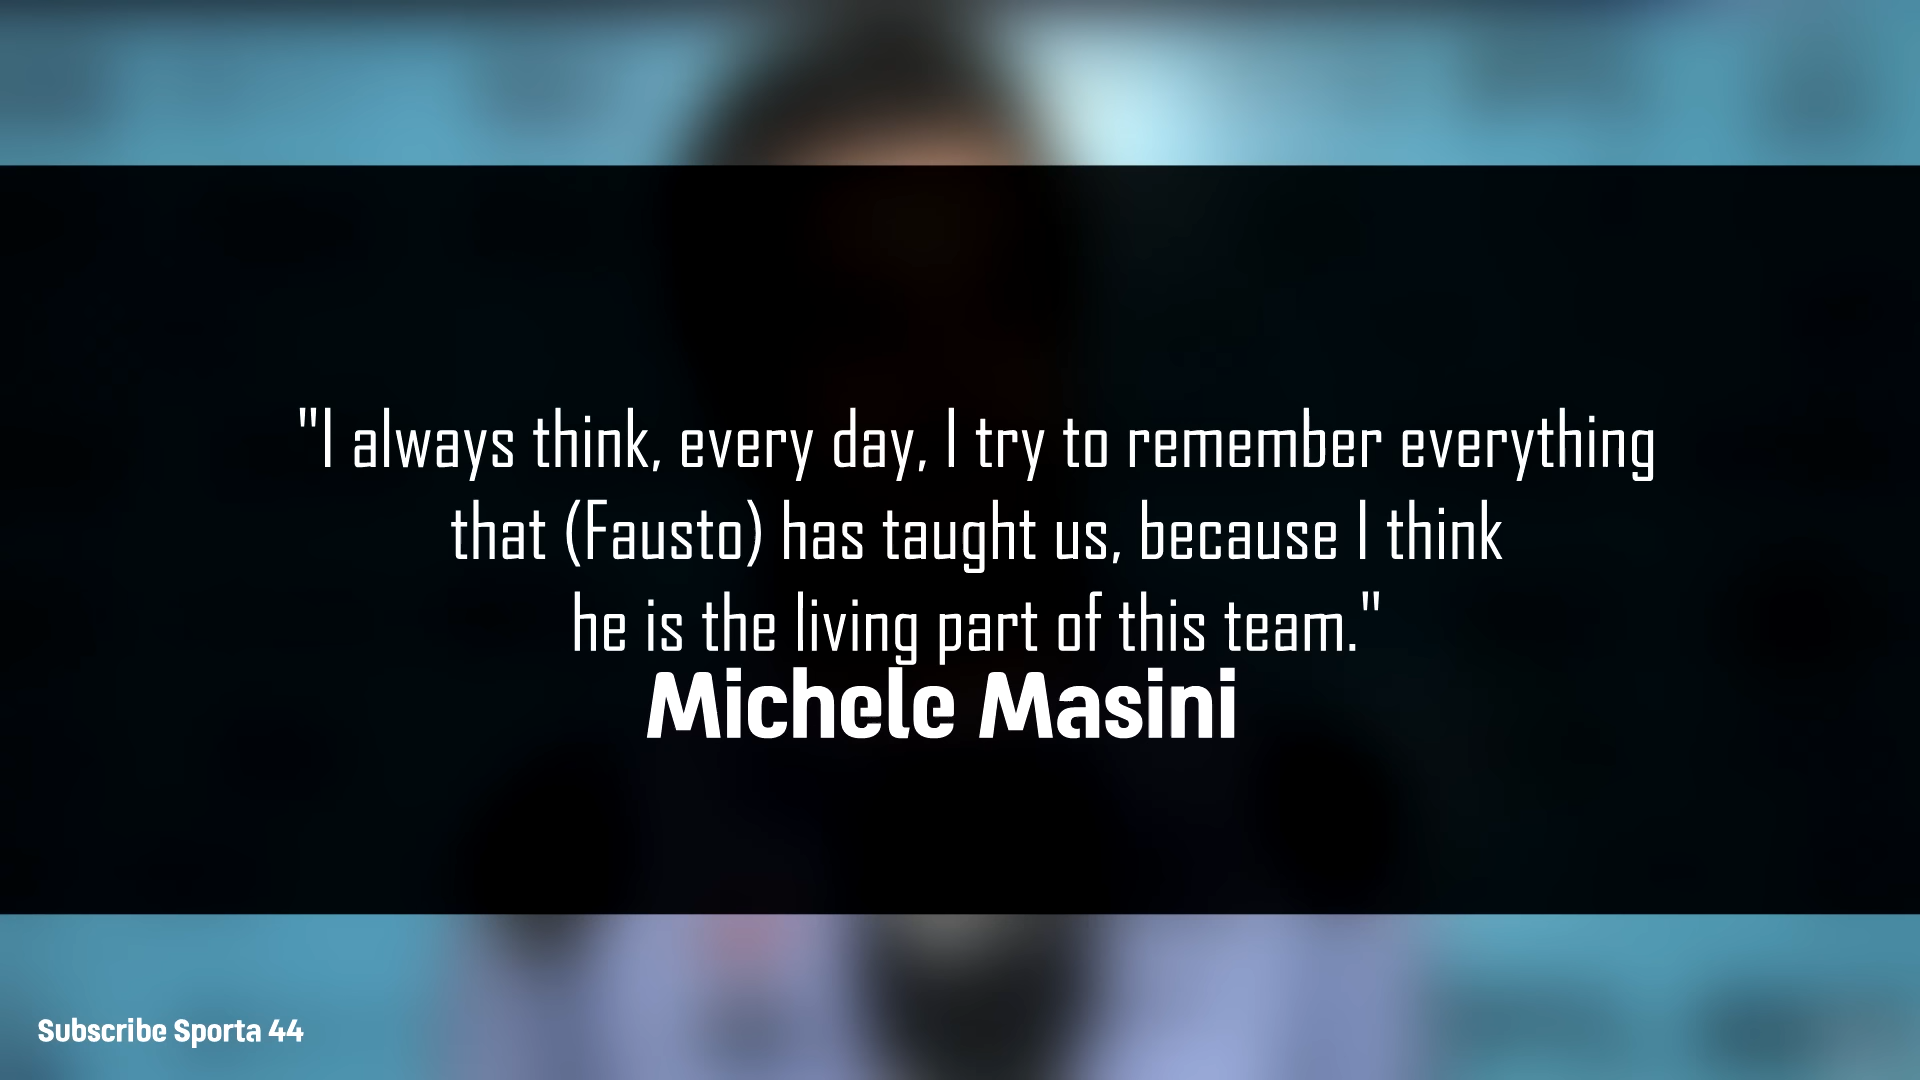 "I always think, every day, I try to remember everything
that (Fausto) has taught us, because I think
he is the living part of this team."
Michele Masini
Subscribe Sporta 44